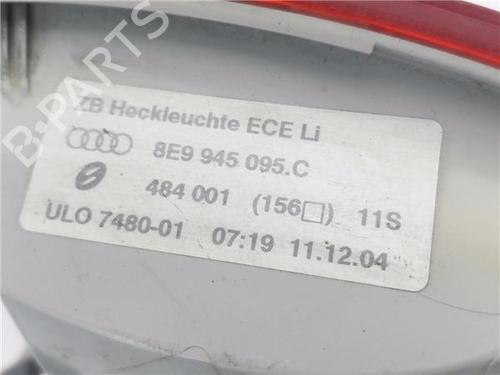 B-PARTS
ZB Heckleuchte ECE Li
8E9 945 095.C
484 001 (156□) 11S
ULO 7480-01 07:19 11.12.04